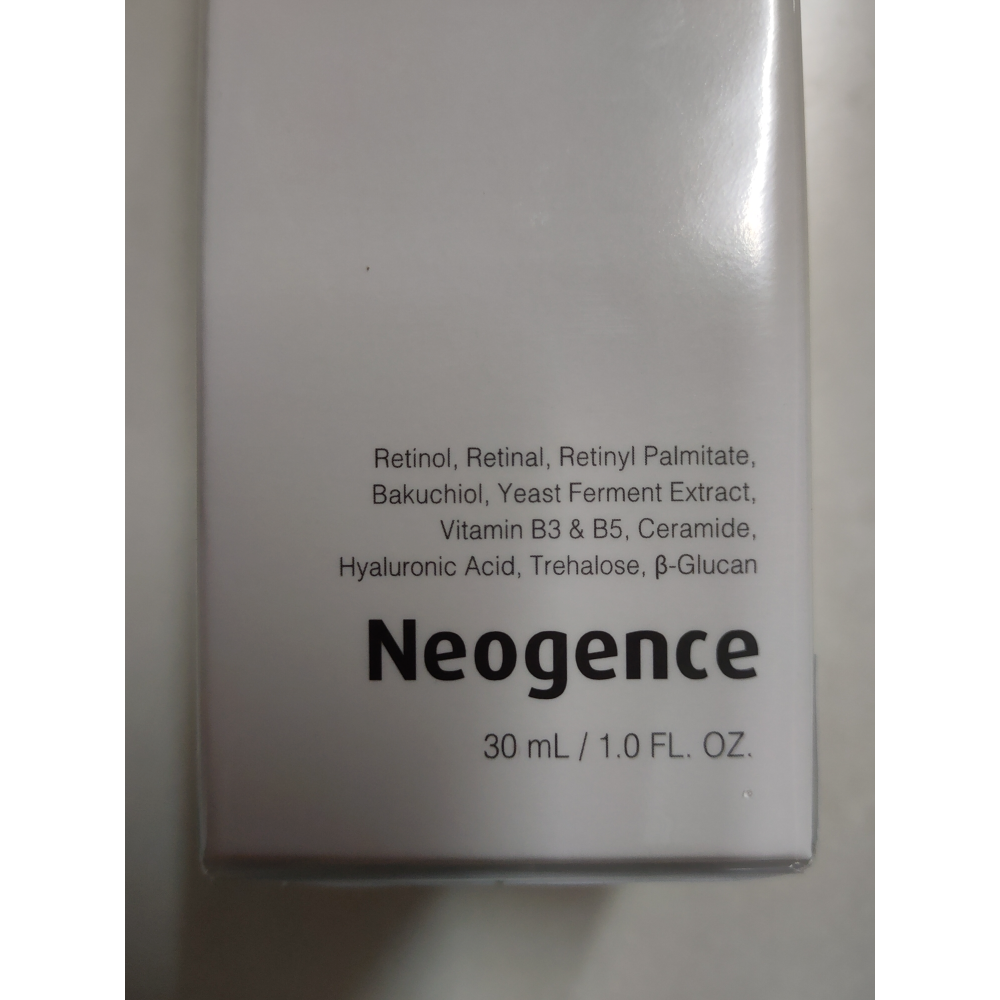 Retinol, Retinal, Retinyl Palmitate,
Bakuchiol, Yeast Ferment Extract,
Vitamin B3 & B5, Ceramide,
Hyaluronic Acid, Trehalose, β-Glucan
Neogence
30 mL / 1.0 FL. OZ.